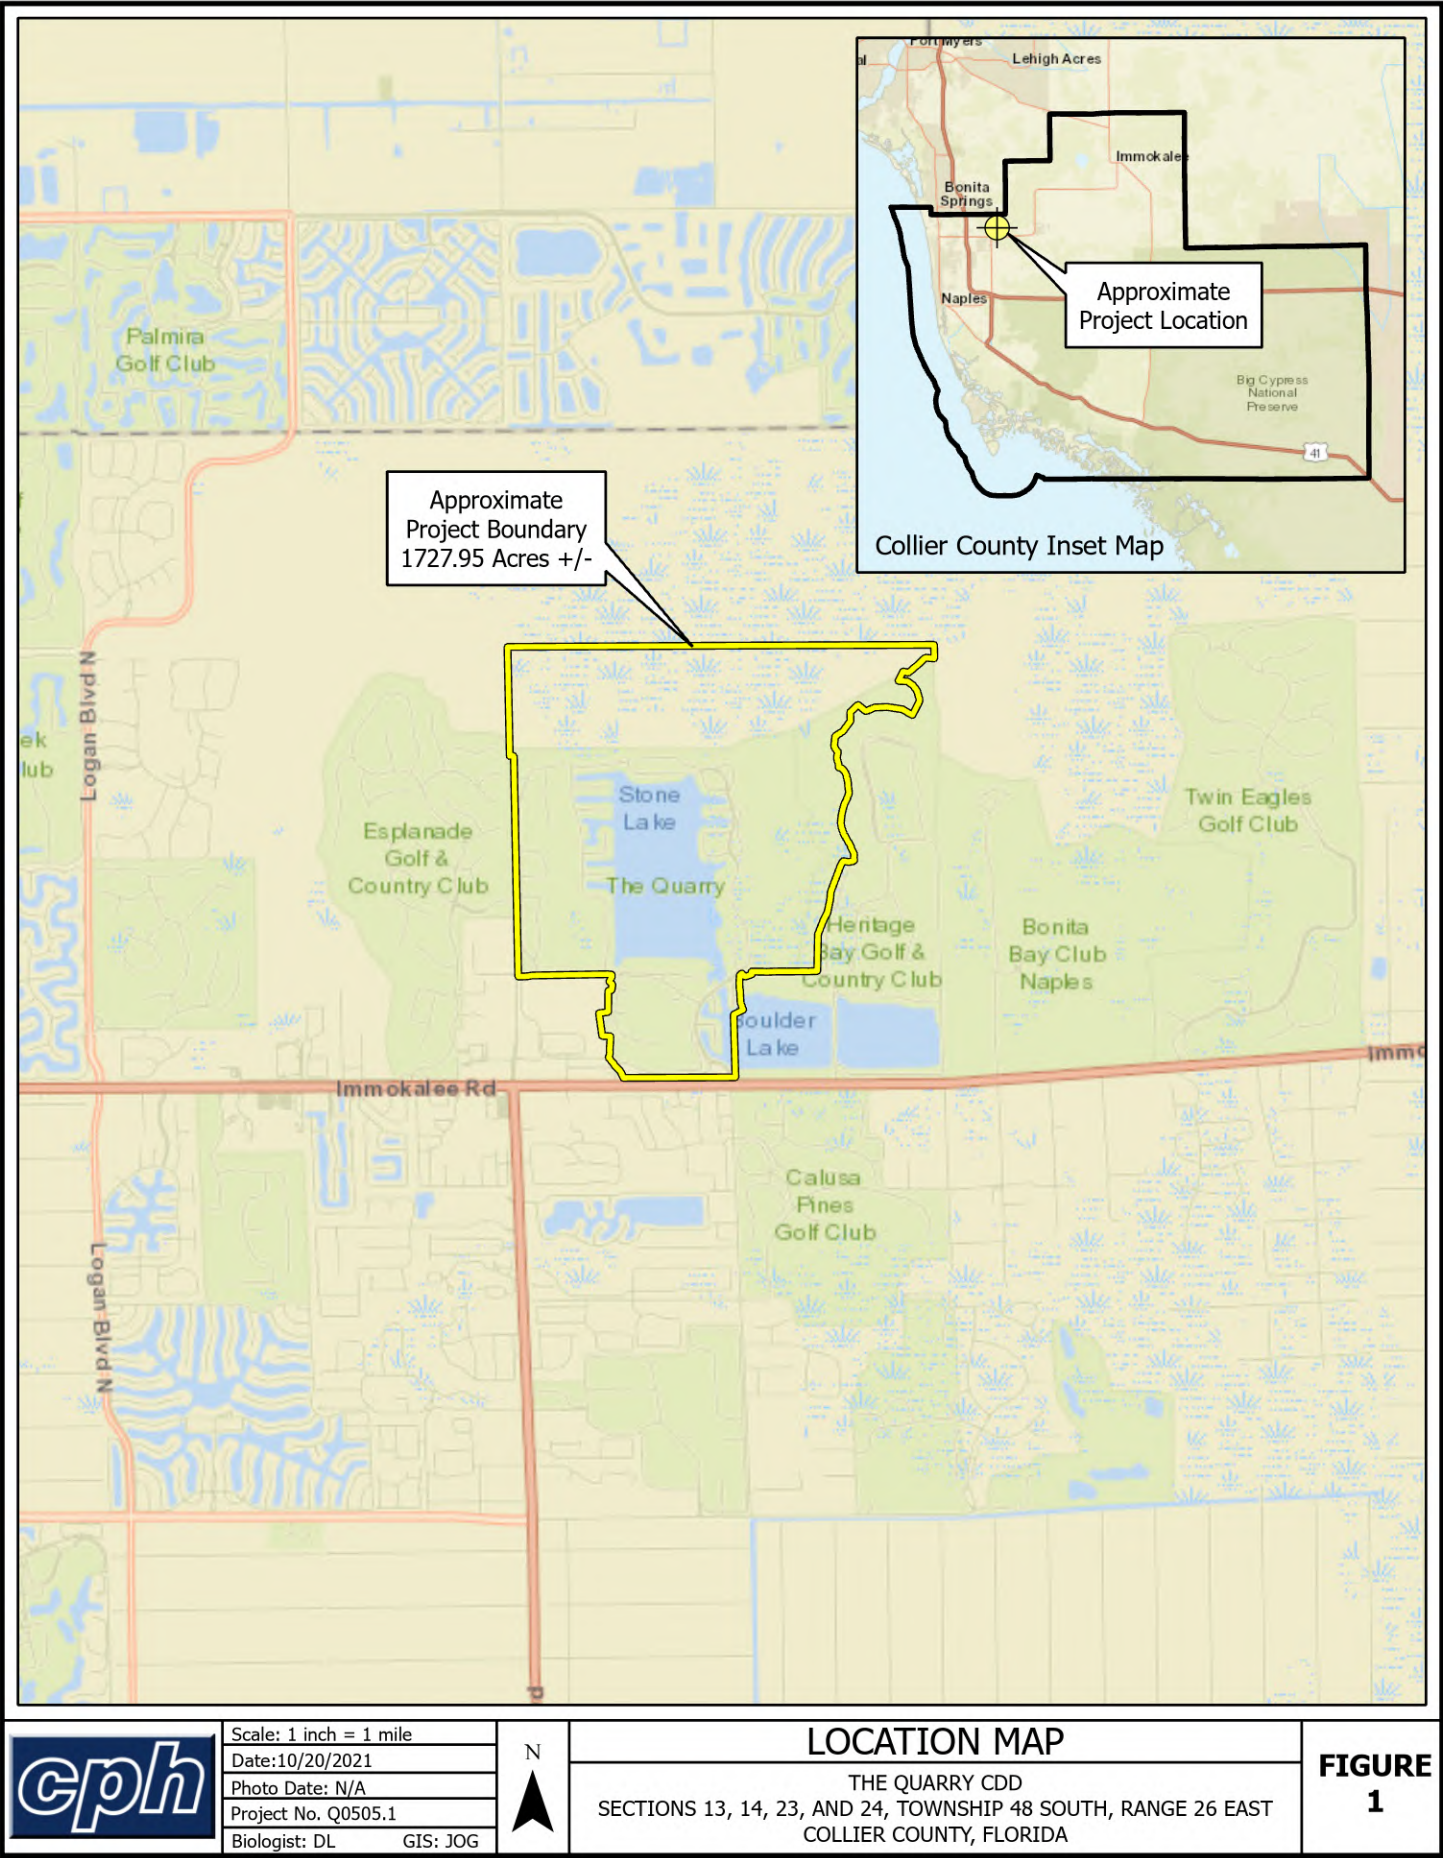 Fort Myers
al
Lehigh Acres
Immokalee
Bonita
Springs
Naples
Approximate
Project Location
Big Cypress
National
Preserve
41
Collier County Inset Map
Palmira
Golf Club
Approximate
Project Boundary
1727.95 Acres +/-
f
Logan Blvd N
ek
lub
Stone
Lake
Esplanade
Golf &
Country Club
The Quarry
Twin Eagles
Golf Club
Heritage
Bay Golf &
Country Club
Bonita
Bay Club
Naples
Boulder
Lake
Immo
Immokalee Rd
Calusa
Pines
Golf Club
Logan Blvd N
d
cph
Scale: 1 inch = 1 mile
Date:10/20/2021
Photo Date: N/A
Project No. Q0505.1
Biologist: DL GIS: JOG
N
LOCATION MAP
THE QUARRY CDD
SECTIONS 13, 14, 23, AND 24, TOWNSHIP 48 SOUTH, RANGE 26 EAST
COLLIER COUNTY, FLORIDA
FIGURE
1